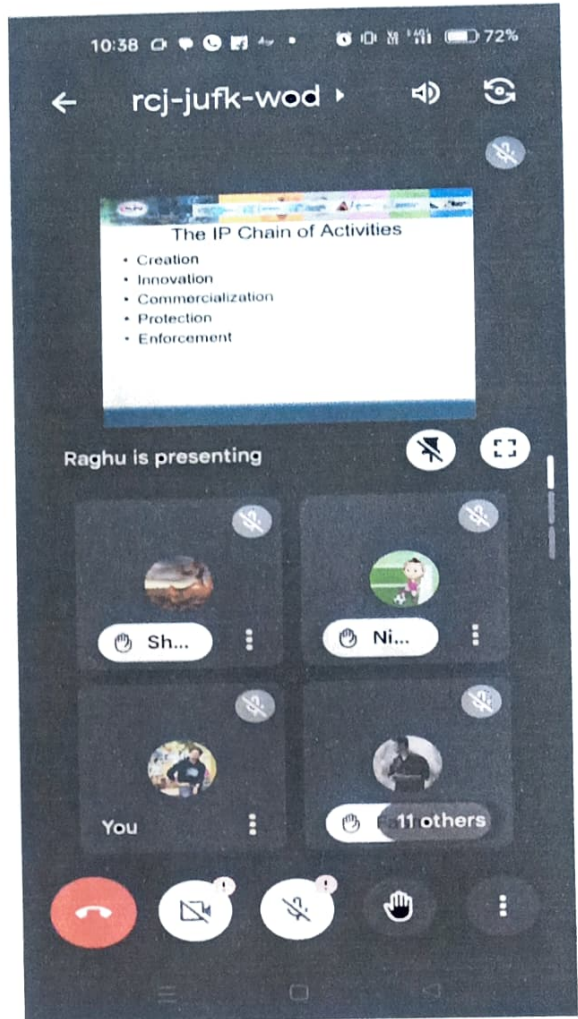 10:38
72%
rcj-jufk-wod
The IP Chain of Activities
• Creation
• Innovation
• Commercialization
• Protection
• Enforcement
Raghu is presenting
Sh...
Ni...
You
11 others